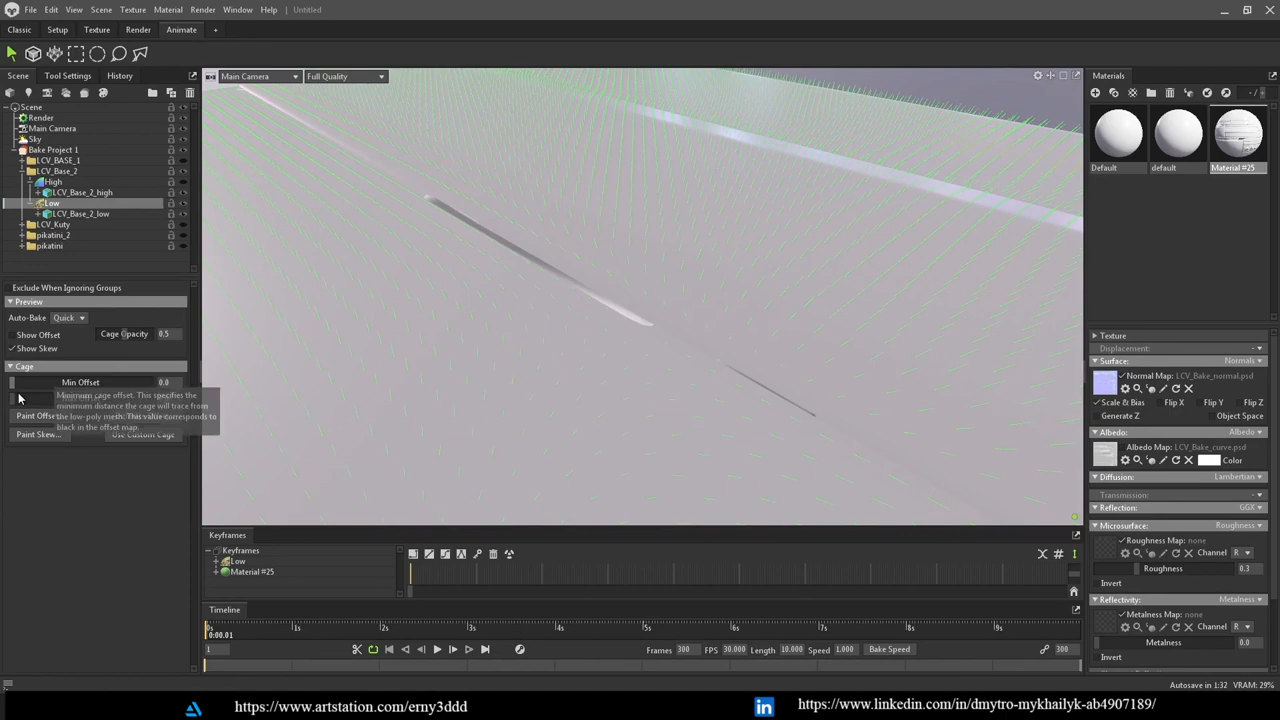 File Edit View Scene Texture Material Render Window Help Untitled
Classic Setup Texture Render Animate +
Scene Tool Settings History
Scene
Render
Main Camera
Sky
Bake Project 1
LCV_BASE_1
LCV_Base_2
High
LCV_Base_2_high
Low
LCV_Base_2_low
LCV_Kuty
pikatini_2
pikatini
Exclude When Ignoring Groups
Preview
Auto-Bake Quick
Show Offset Cage Opacity 0.5
Show Skew
Cage
Min Offset 0.0
Minimum cage offset. This specifies the
minimum distance the cage will trace from
the low-poly mesh. This value corresponds to
black in the offset map.
Paint Offset
Paint Skew... Use Custom Cage
Main Camera Full Quality
Keyframes
Keyframes
Low
Material #25
Timeline
0s 1s 2s 3s 4s 5s 6s 7s 8s 9s
0:00.01
1 Frames 300 FPS 30.000 Length 10.000 Speed 1.000 Bake Speed 300
Materials
- /
Default default Material #25
Texture
Displacement: -
Surface: Normals
Normal Map: LCV_Bake_normal.psd
Scale & Bias Flip X Flip Y Flip Z
Generate Z Object Space
Albedo: Albedo
Albedo Map: LCV_Bake_curve.psd
Color
Diffusion: Lambertian
Transmission: -
Reflection: GGX
Microsurface: Roughness
Roughness Map: none
Channel R
Roughness 0.3
Invert
Reflectivity: Metalness
Metalness Map: none
Channel R
Metalness 0.0
Invert
Autosave in 1:32 VRAM: 29%
https://www.artstation.com/erny3ddd
in https://www.linkedin.com/in/dmytro-mykhailyk-ab4907189/